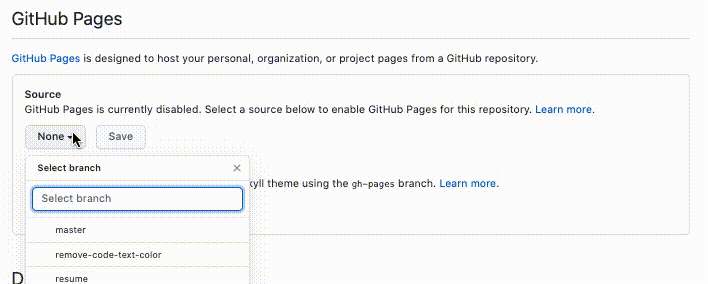 GitHub Pages
GitHub Pages is designed to host your personal, organization, or project pages from a GitHub repository.
Source
GitHub Pages is currently disabled. Select a source below to enable GitHub Pages for this repository. Learn more.
None
Save
Select branch
×
theme using the gh-pages branch. Learn more.
Select branch
master
remove-code-text-color
resume